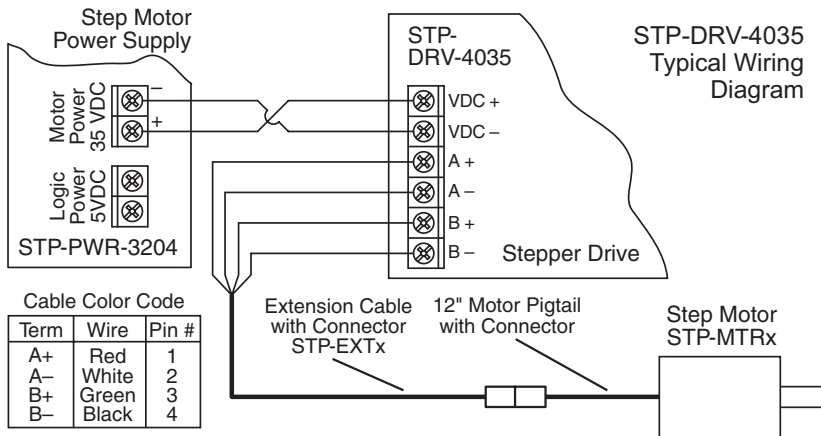 Step Motor
Power Supply
Motor
Power
35 VDC
–
+
Logic
Power
5VDC
STP-PWR-3204
STP-
DRV-4035
VDC +
VDC –
A +
A –
B +
B –
Stepper Drive
STP-DRV-4035
Typical Wiring
Diagram
Cable Color Code
Term Wire Pin #
A+ Red 1
A– White 2
B+ Green 3
B– Black 4
Extension Cable
with Connector
STP-EXTx
12" Motor Pigtail
with Connector
Step Motor
STP-MTRx